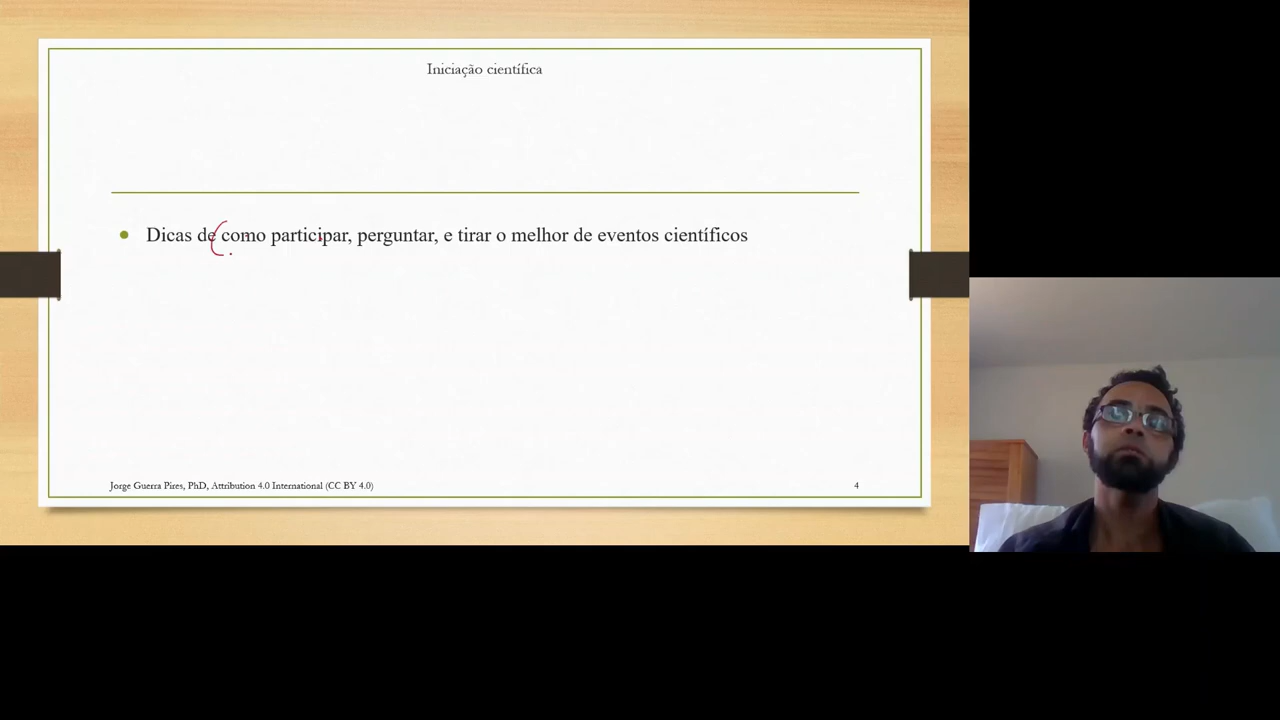 Iniciação científica
Dicas de como participar, perguntar, e tirar o melhor de eventos científicos
Jorge Guerra Pires, PhD, Attribution 4.0 International (CC BY 4.0)
4